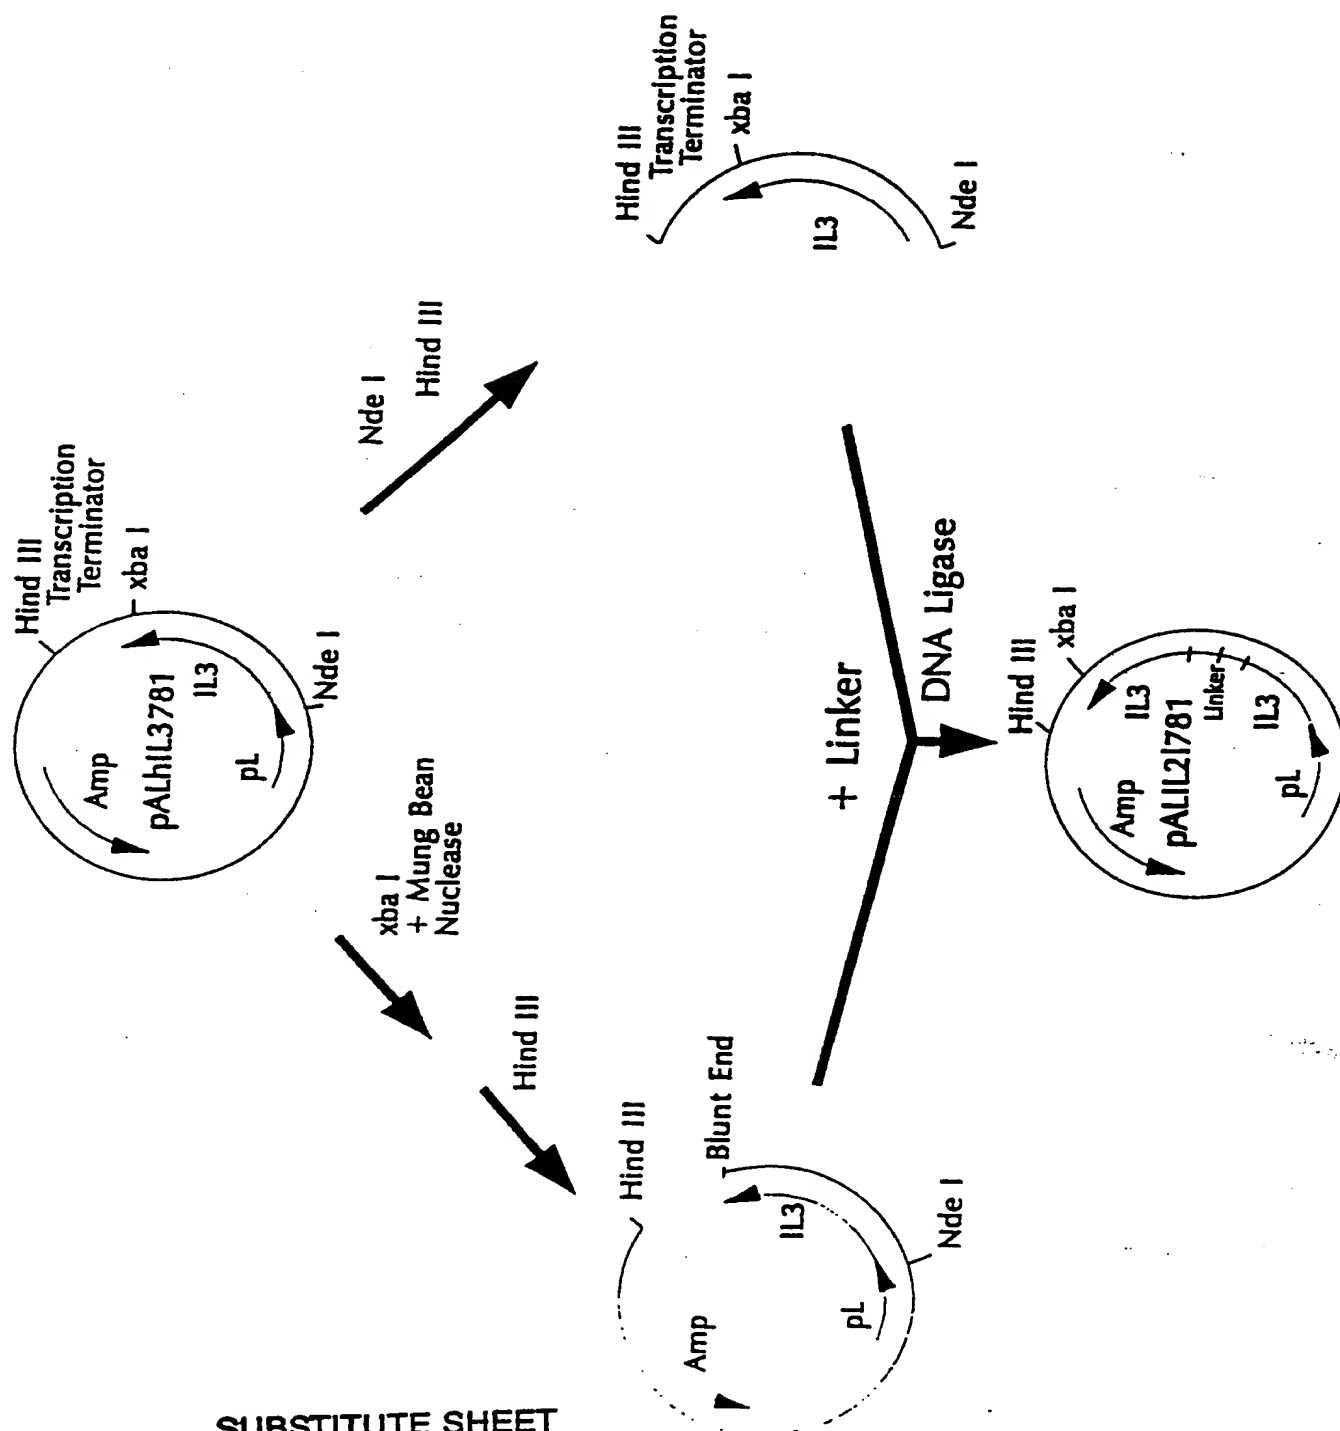 Hind III
Transcription
Terminator
xba I
Amp
pALhIL3781
IL3
pL
Nde I
xba I
+ Mung Bean
Nuclease
Hind III
Nde I
Hind III
Hind III
Blunt End
Amp
IL3
pL
Nde I
Hind III
Transcription
Terminator
xba I
IL3
Nde I
+ Linker
DNA Ligase
Hind III
xba I
Amp
IL3
pALIL2I781
Linker
IL3
pL
SUBSTITUTE SHEET